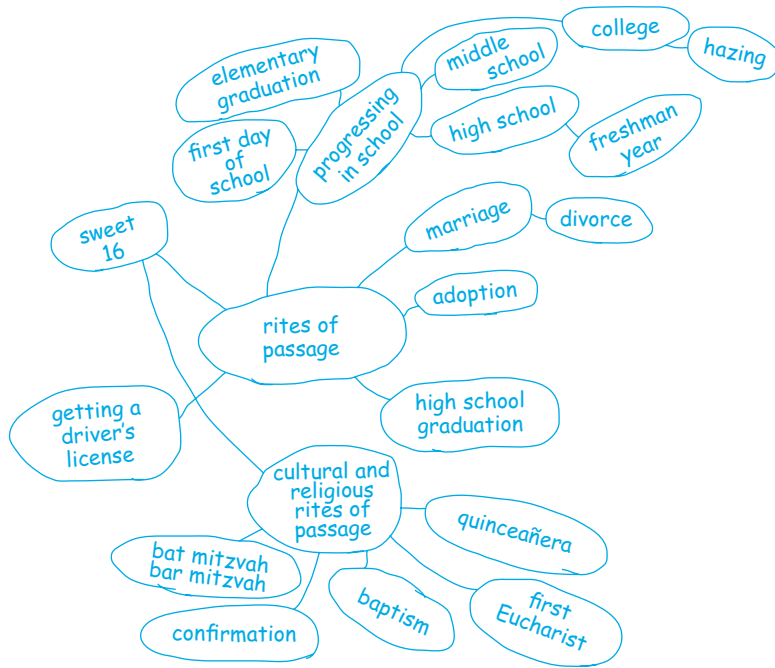 college
hazing
middle
school
elementary
graduation
progressing
in school
high school
freshman
year
first day
of
school
sweet
16
marriage
divorce
adoption
rites of
passage
getting a
driver's
license
high school
graduation
cultural and
religious
rites of
passage
quinceañera
bat mitzvah
bar mitzvah
baptism
first
Eucharist
confirmation